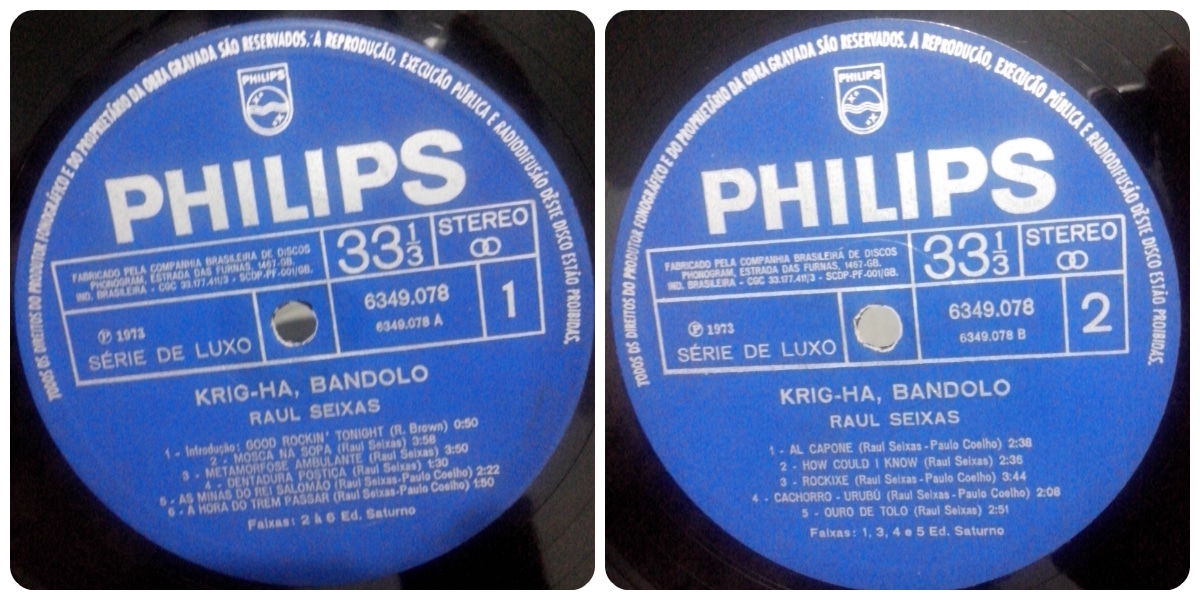 TODOS OS DIREITOS DO PRODUTOR FONOGRÁFICO E DO PROPRIETÁRIO DA OBRA GRAVADA SÃO RESERVADOS. A REPRODUÇÃO, EXECUÇÃO PÚBLICA E RADIODIFUSÃO DÊSTE DISCO ESTÃO PROIBIDAS.
PHILIPS
PHILIPS
FABRICADO PELA COMPANHIA BRASILEIRA DE DISCOS
PHONOGRAM, ESTRADA DAS FURNAS, 1467-GB.
IND. BRASILEIRA - CGC 33.177.411/3 - SCDP-PF-001/GB.
33 1/3
STEREO
℗ 1973
SÉRIE DE LUXO
6349.078
6349.078 A
1
KRIG-HA, BANDOLO
RAUL SEIXAS
1 - Introdução: GOOD ROCKIN' TONIGHT (R. Brown) 0:50
2 - MOSCA NA SOPA (Raul Seixas) 3:58
3 - METAMORFOSE AMBULANTE (Raul Seixas) 3:50
4 - DENTADURA POSTIÇA (Raul Seixas) 1:30
5 - AS MINAS DO REI SALOMÃO (Raul Seixas-Paulo Coelho) 2:22
6 - A HORA DO TREM PASSAR (Raul Seixas-Paulo Coelho) 1:50
Faixas: 2 à 6 Ed. Saturno
TODOS OS DIREITOS DO PRODUTOR FONOGRÁFICO E DO PROPRIETÁRIO DA OBRA GRAVADA SÃO RESERVADOS. A REPRODUÇÃO, EXECUÇÃO PÚBLICA E RADIODIFUSÃO DÊSTE DISCO ESTÃO PROIBIDAS.
PHILIPS
PHILIPS
FABRICADO PELA COMPANHIA BRASILEIRA DE DISCOS
PHONOGRAM, ESTRADA DAS FURNAS, 1467-GB.
IND. BRASILEIRA - CGC 33.177.411/3 - SCDP-PF-001/GB.
33 1/3
STEREO
℗ 1973
SÉRIE DE LUXO
6349.078
6349.078 B
2
KRIG-HA, BANDOLO
RAUL SEIXAS
1 - AL CAPONE (Raul Seixas-Paulo Coelho) 2:38
2 - HOW COULD I KNOW (Raul Seixas) 2:36
3 - ROCKIXE (Raul Seixas-Paulo Coelho) 3:44
4 - CACHORRO - URUBÚ (Raul Seixas-Paulo Coelho) 2:08
5 - OURO DE TOLO (Raul Seixas) 2:51
Faixas: 1, 3, 4 e 5 Ed. Saturno